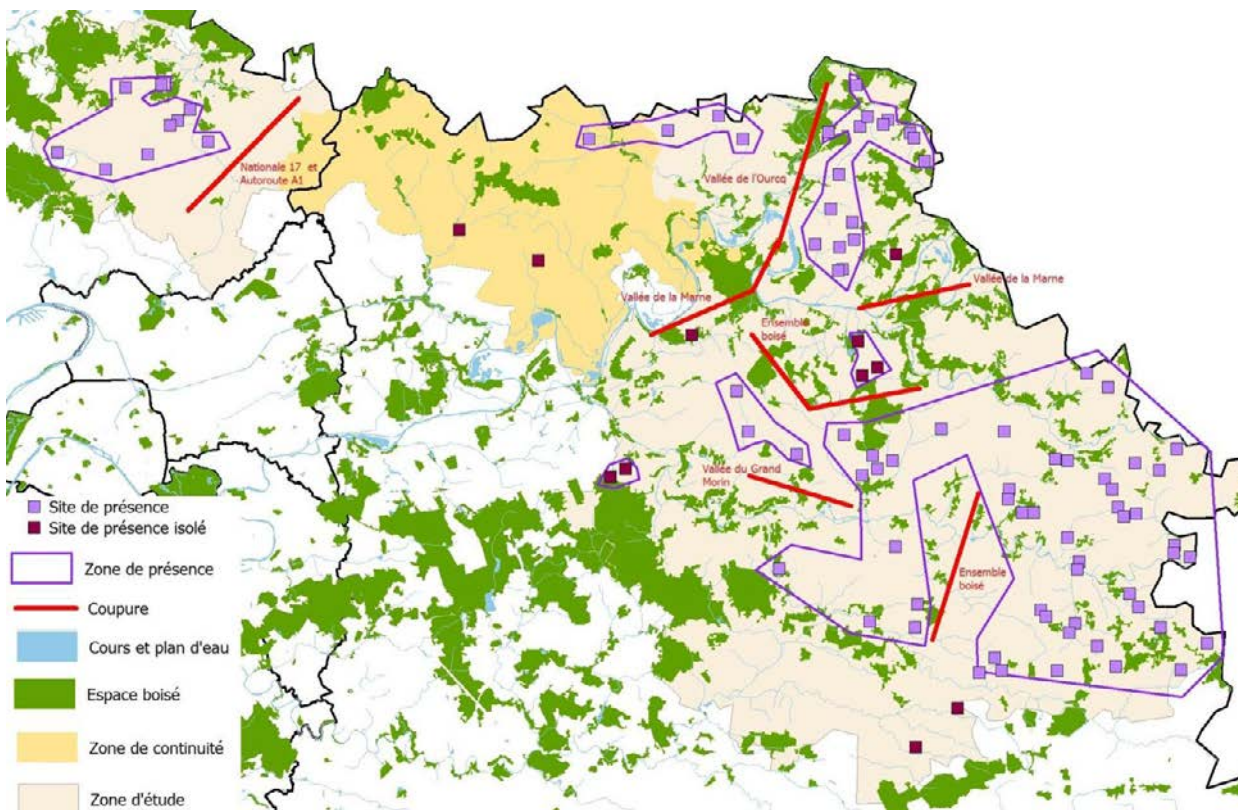 Nationale 17 et
Autoroute A1
Vallée de l'Ourcq
Vallée de la Marne
Vallée de la Marne
Ensemble
boisé
Vallée du Grand
Morin
Ensemble
boisé
Site de présence
Site de présence isolé
Zone de présence
Coupure
Cours et plan d'eau
Espace boisé
Zone de continuité
Zone d'étude